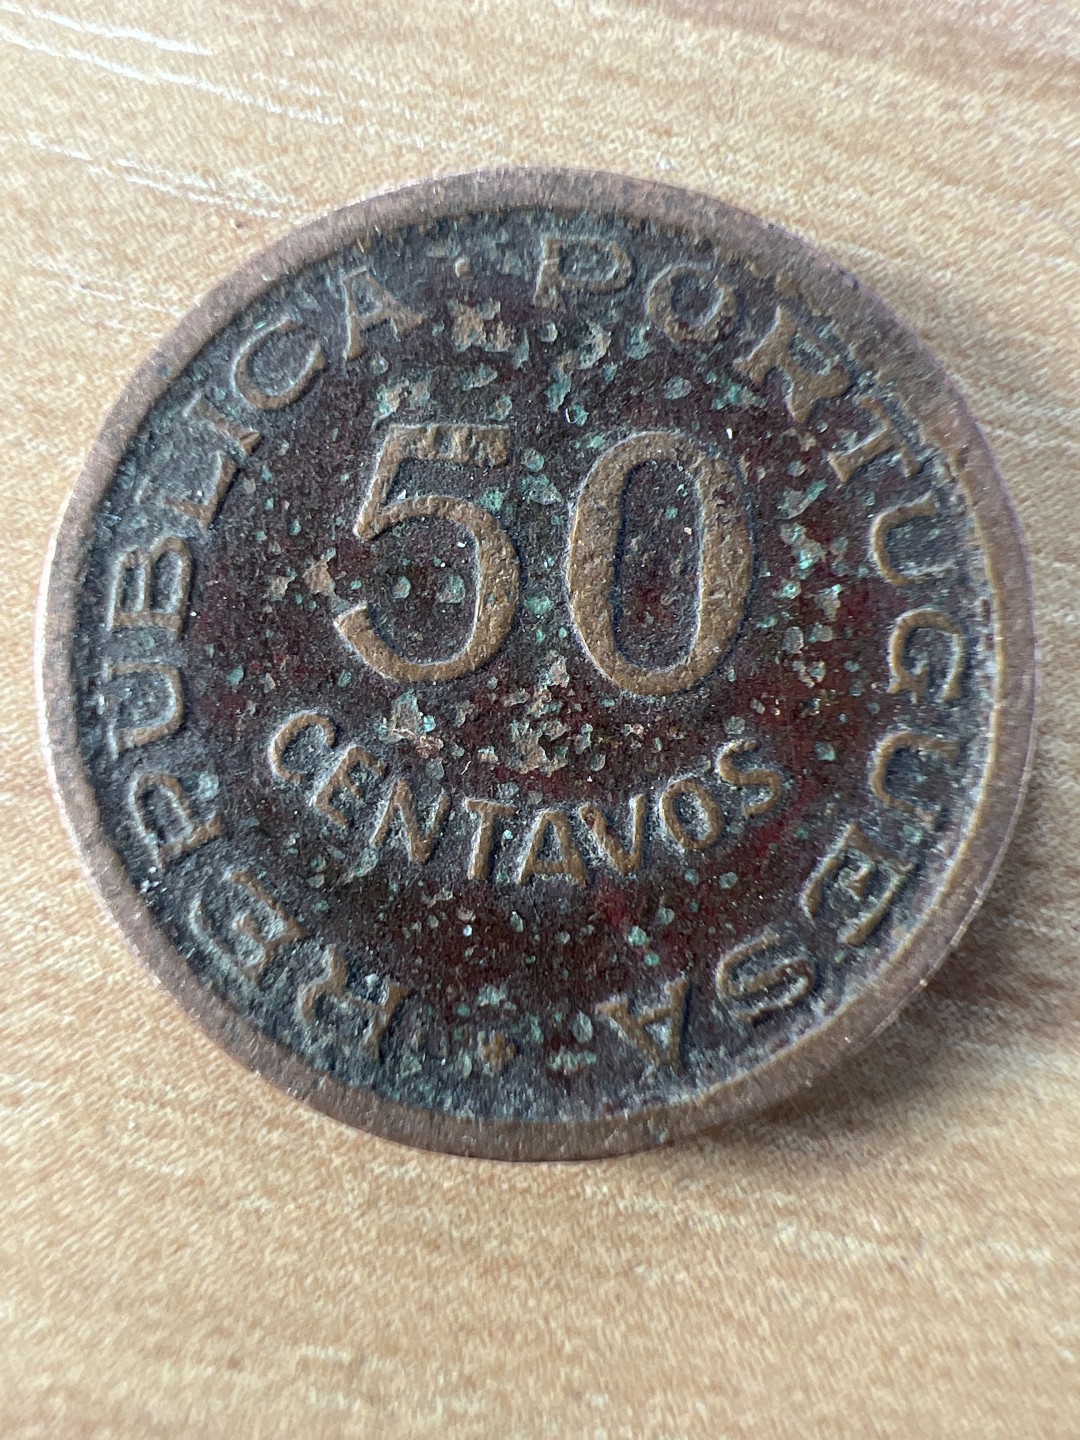 REPUBLICA · PORTUGUESA
50
CENTAVOS